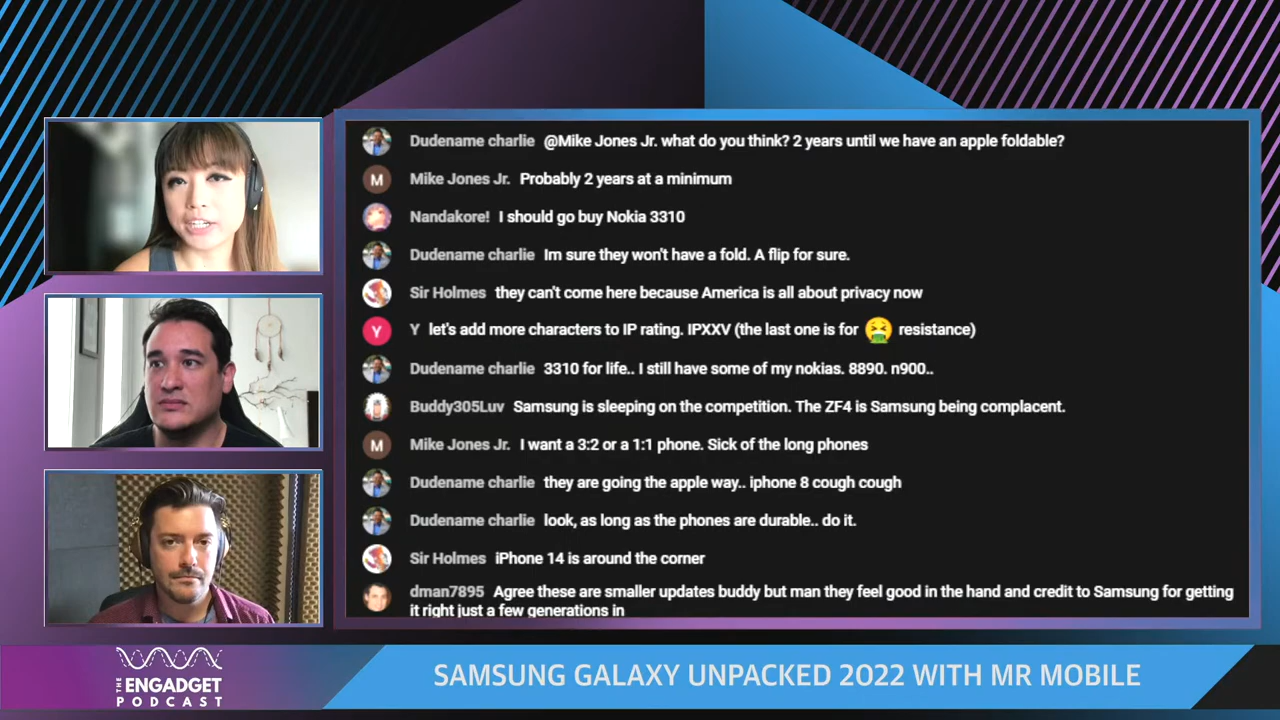 Dudename charlie @Mike Jones Jr. what do you think? 2 years until we have an apple foldable?
M Mike Jones Jr. Probably 2 years at a minimum
Nandakore! I should go buy Nokia 3310
Dudename charlie Im sure they won't have a fold. A flip for sure.
Sir Holmes they can't come here because America is all about privacy now
Y Y let's add more characters to IP rating. IPXXV (the last one is for 🤮 resistance)
Dudename charlie 3310 for life.. I still have some of my nokias. 8890. n900..
Buddy305Luv Samsung is sleeping on the competition. The ZF4 is Samsung being complacent.
M Mike Jones Jr. I want a 3:2 or a 1:1 phone. Sick of the long phones
Dudename charlie they are going the apple way.. iphone 8 cough cough
Dudename charlie look, as long as the phones are durable.. do it.
Sir Holmes iPhone 14 is around the corner
dman7895 Agree these are smaller updates buddy but man they feel good in the hand and credit to Samsung for getting
it right just a few generations in
THE ENGADGET
PODCAST
SAMSUNG GALAXY UNPACKED 2022 WITH MR MOBILE